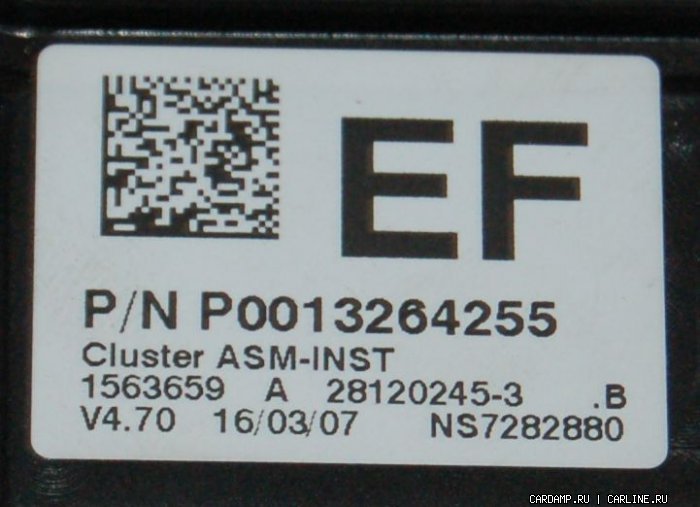 EF
P/N P0013264255
Cluster ASM-INST
1563659 A 28120245-3 .B
V4.70 16/03/07 NS7282880
CARDAMP.RU | CARLINE.RU